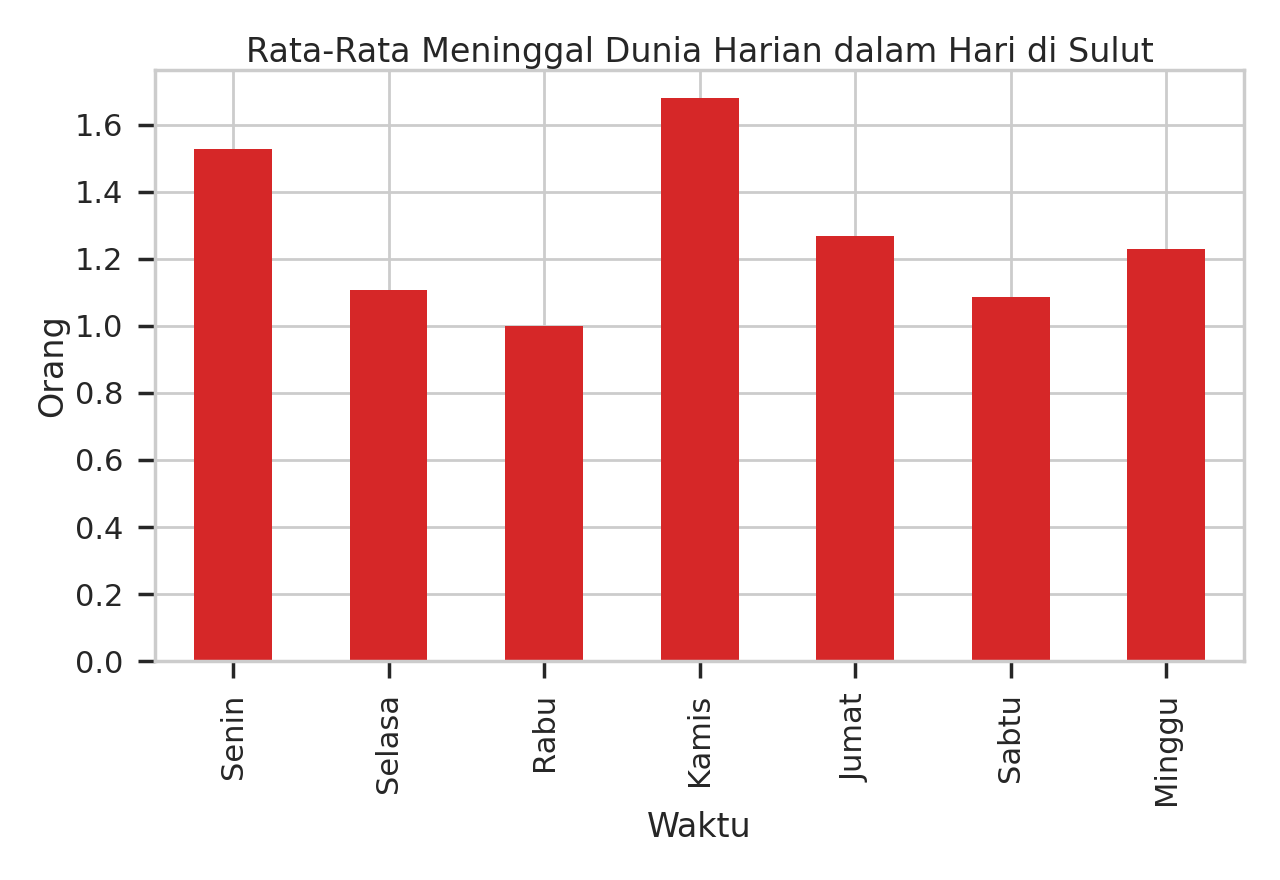 Rata-Rata Meninggal Dunia Harian dalam Hari di Sulut
Orang
1.6
1.4
1.2
1.0
0.8
0.6
0.4
0.2
0.0
Senin
Selasa
Rabu
Kamis
Jumat
Sabtu
Minggu
Waktu